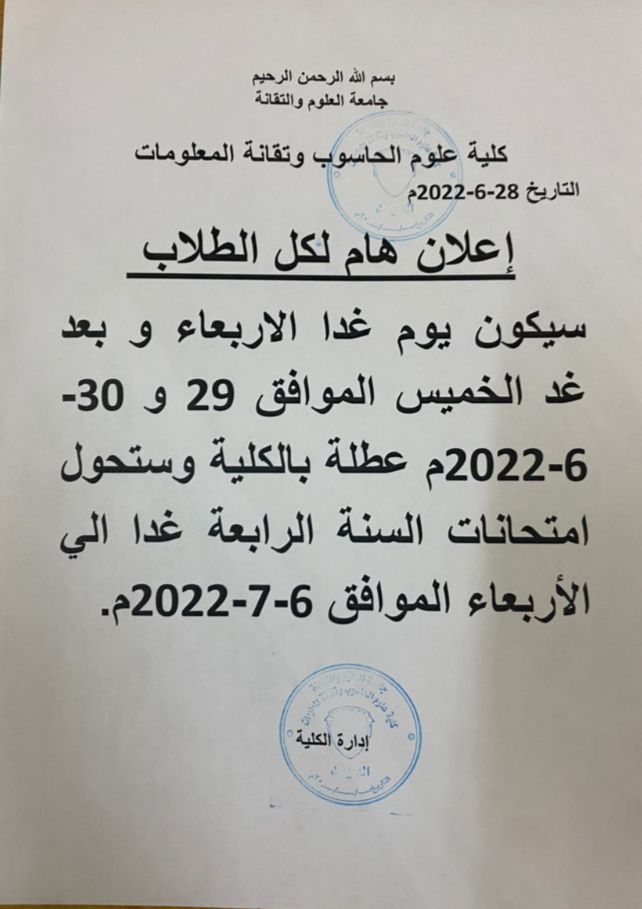 بسم الله الرحمن الرحيم
جامعة العلوم والتقانة
كلية علوم الحاسوب وتقانة المعلومات
التاريخ 28-6-2022م
إعلان هام لكل الطلاب
سيكون يوم غدا الاربعاء و بعد
غد الخميس الموافق 29 و 30-
6-2022م عطلة بالكلية وستحول
امتحانات السنة الرابعة غدا الي
الأربعاء الموافق 6-7-2022م.
إدارة الكلية